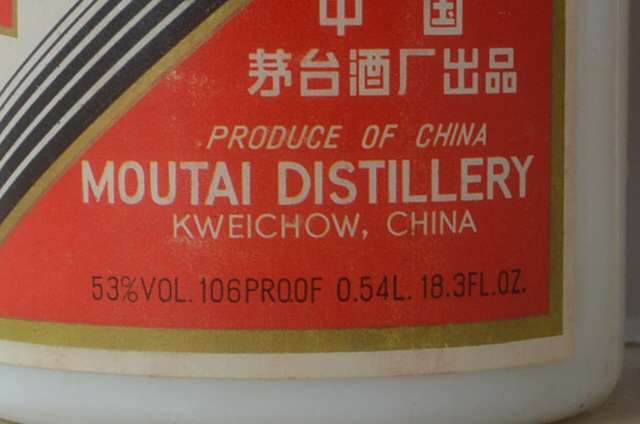 中国
茅台酒厂出品
PRODUCE OF CHINA
MOUTAI DISTILLERY
KWEICHOW, CHINA
53%VOL. 106PROOF 0.54L. 18.3FL.OZ.